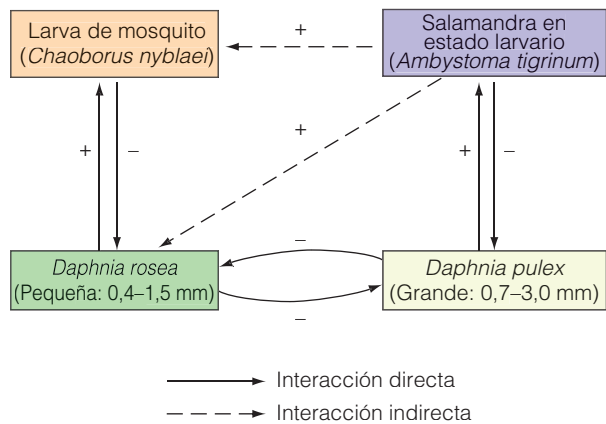 Larva de mosquito
(Chaoborus nyblaei)
+
Salamandra en
estado larvario
(Ambystoma tigrinum)
+
+
–
+
–
Daphnia rosea
(Pequeña: 0,4–1,5 mm)
–
–
Daphnia pulex
(Grande: 0,7–3,0 mm)
Interacción directa
Interacción indirecta